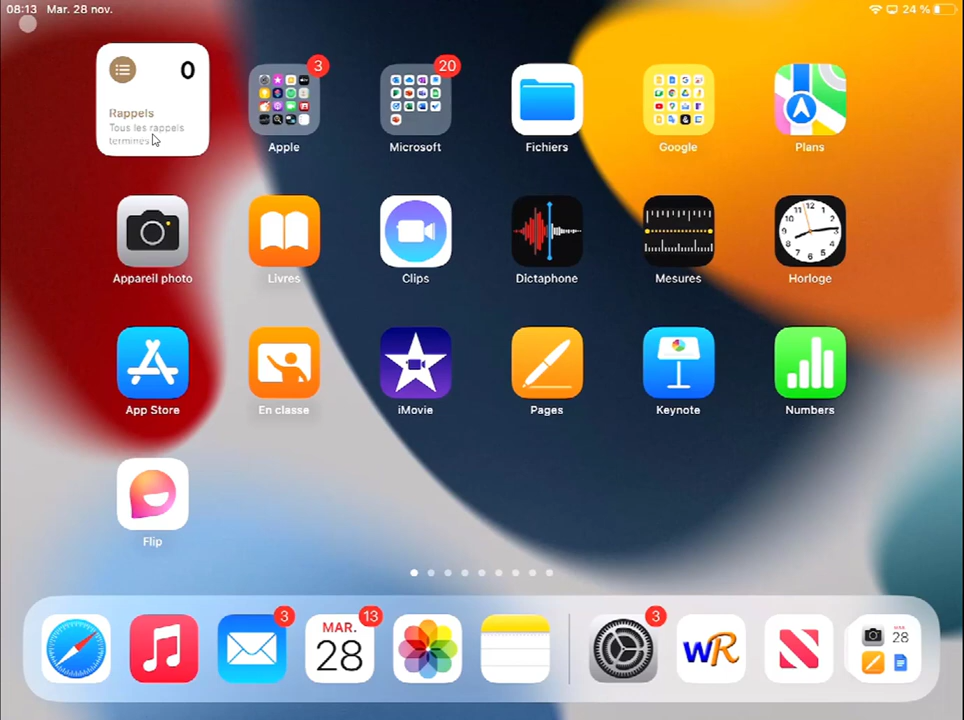 08:13 Mar. 28 nov. 24 %
0
Rappels
Tous les rappels
terminés
3
Apple
20
Microsoft
Fichiers
Google
Plans
Appareil photo
Livres
Clips
Dictaphone
Mesures
Horloge
App Store
En classe
iMovie
Pages
Keynote
Numbers
Flip
3
13
MAR.
28
3
WR
N
28